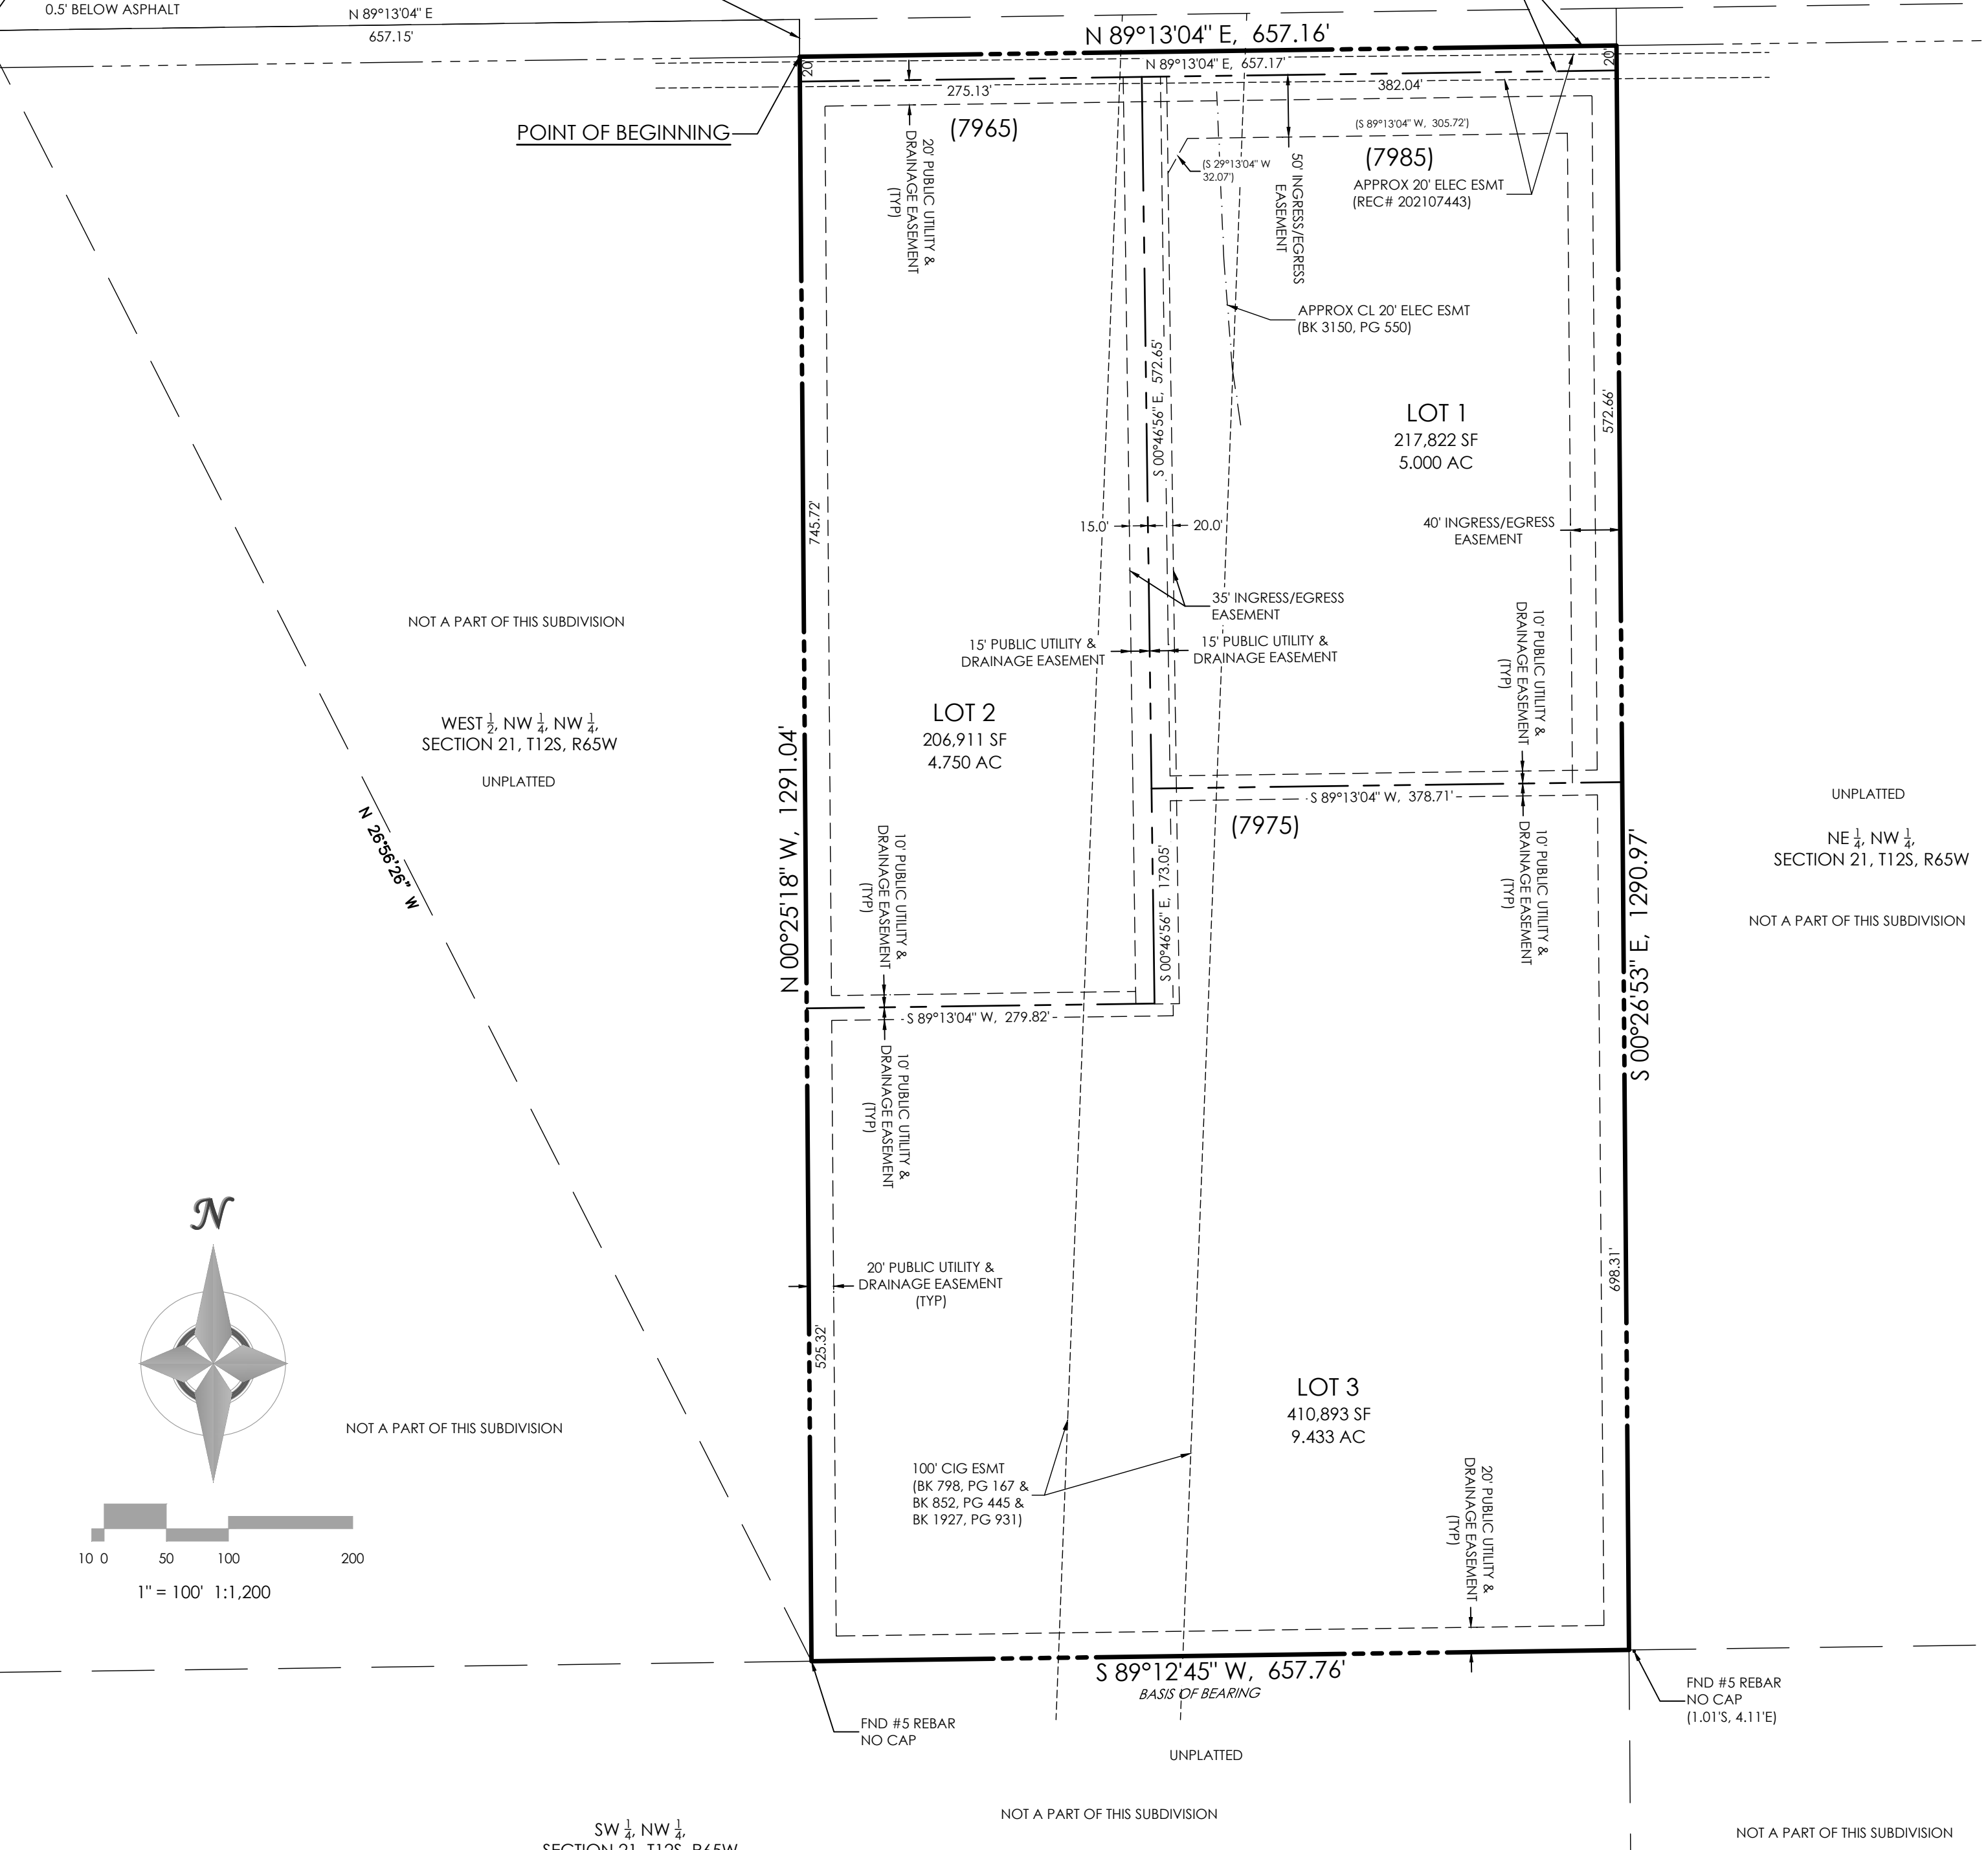 0.5' BELOW ASPHALT
N 89°13'04" E
657.15'
N 89°13'04" E, 657.16'
N 89°13'04" E, 657.17'
20'
20'
275.13'
382.04'
POINT OF BEGINNING
(7965)
(S 89°13'04" W, 305.72')
(7985)
(S 29°13'04" W
32.07')
APPROX 20' ELEC ESMT
(REC# 202107443)
20' PUBLIC UTILITY &
DRAINAGE EASEMENT
(TYP)
50' INGRESS/EGRESS
EASEMENT
APPROX CL 20' ELEC ESMT
(BK 3150, PG 550)
S 00°46'56" E, 572.65'
LOT 1
217,822 SF
5.000 AC
572.66'
745.72'
15.0'
20.0'
40' INGRESS/EGRESS
EASEMENT
35' INGRESS/EGRESS
EASEMENT
NOT A PART OF THIS SUBDIVISION
15' PUBLIC UTILITY &
DRAINAGE EASEMENT
15' PUBLIC UTILITY &
DRAINAGE EASEMENT
10' PUBLIC UTILITY &
DRAINAGE EASEMENT
(TYP)
WEST 1/2, NW 1/4, NW 1/4,
SECTION 21, T12S, R65W
UNPLATTED
LOT 2
206,911 SF
4.750 AC
N 00°25'18" W, 1291.04'
S 89°13'04" W, 378.71'
(7975)
UNPLATTED
NE 1/4, NW 1/4,
SECTION 21, T12S, R65W
NOT A PART OF THIS SUBDIVISION
N 26°56'26" W
10' PUBLIC UTILITY &
DRAINAGE EASEMENT
(TYP)
S 00°46'56" E, 173.05'
10' PUBLIC UTILITY &
DRAINAGE EASEMENT
(TYP)
S 00°26'53" E, 1290.97'
S 89°13'04" W, 279.82'
10' PUBLIC UTILITY &
DRAINAGE EASEMENT
(TYP)
N
20' PUBLIC UTILITY &
DRAINAGE EASEMENT
(TYP)
698.31'
525.32'
LOT 3
410,893 SF
9.433 AC
NOT A PART OF THIS SUBDIVISION
100' CIG ESMT
(BK 798, PG 167 &
BK 852, PG 445 &
BK 1927, PG 931)
20' PUBLIC UTILITY &
DRAINAGE EASEMENT
(TYP)
10 0 50 100 200
1" = 100' 1:1,200
S 89°12'45" W, 657.76'
BASIS OF BEARING
FND #5 REBAR
NO CAP
FND #5 REBAR
NO CAP
(1.01'S, 4.11'E)
UNPLATTED
NOT A PART OF THIS SUBDIVISION
SW 1/4, NW 1/4,
SECTION 21, T12S, R65W
NOT A PART OF THIS SUBDIVISION